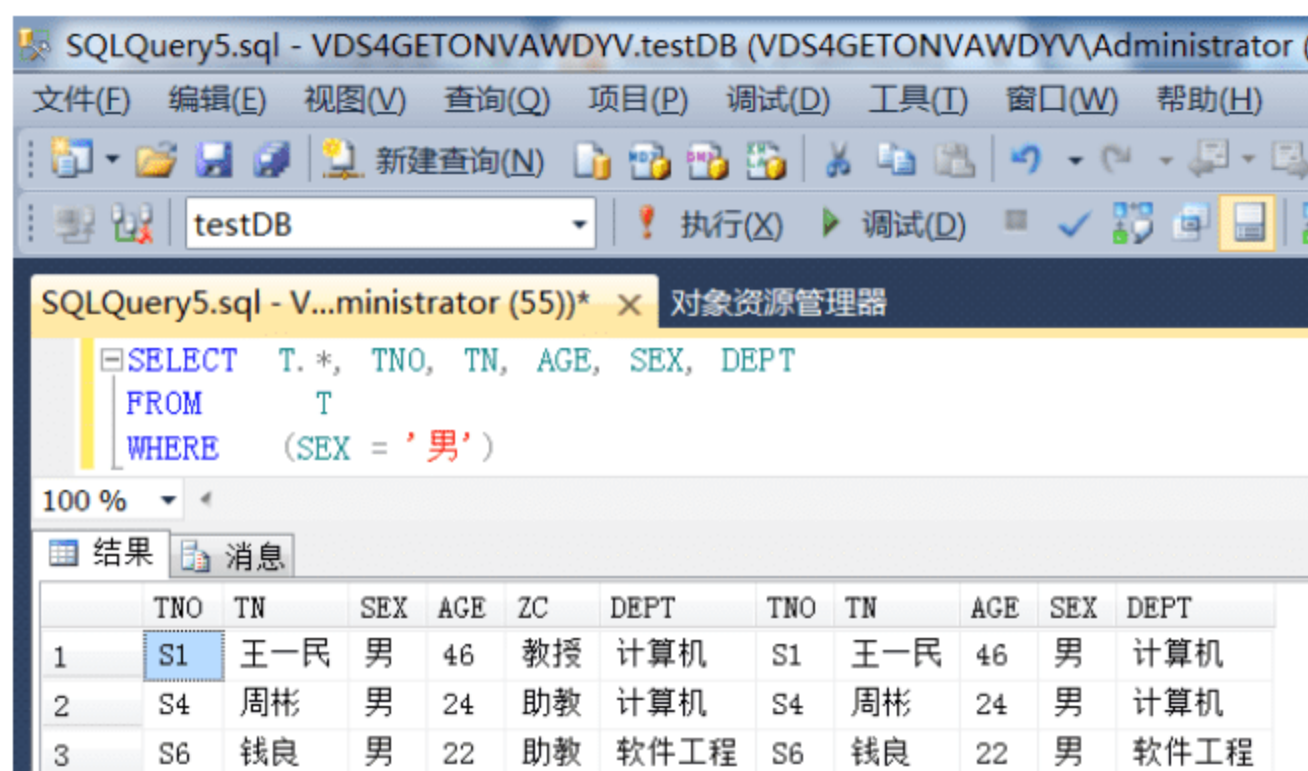 SQLQuery5.sql - VDS4GETONVAWDYV.testDB (VDS4GETONVAWDYV\Administrator (
文件(F) 编辑(E) 视图(V) 查询(Q) 项目(P) 调试(D) 工具(T) 窗口(W) 帮助(H)
新建查询(N)
testDB 执行(X) 调试(D)
SQLQuery5.sql - V...ministrator (55))* 对象资源管理器
SELECT T.*, TNO, TN, AGE, SEX, DEPT
FROM T
WHERE (SEX = '男')
100 %
结果 消息
TNO TN SEX AGE ZC DEPT TNO TN AGE SEX DEPT
1 S1 王一民 男 46 教授 计算机 S1 王一民 46 男 计算机
2 S4 周彬 男 24 助教 计算机 S4 周彬 24 男 计算机
3 S6 钱良 男 22 助教 软件工程 S6 钱良 22 男 软件工程